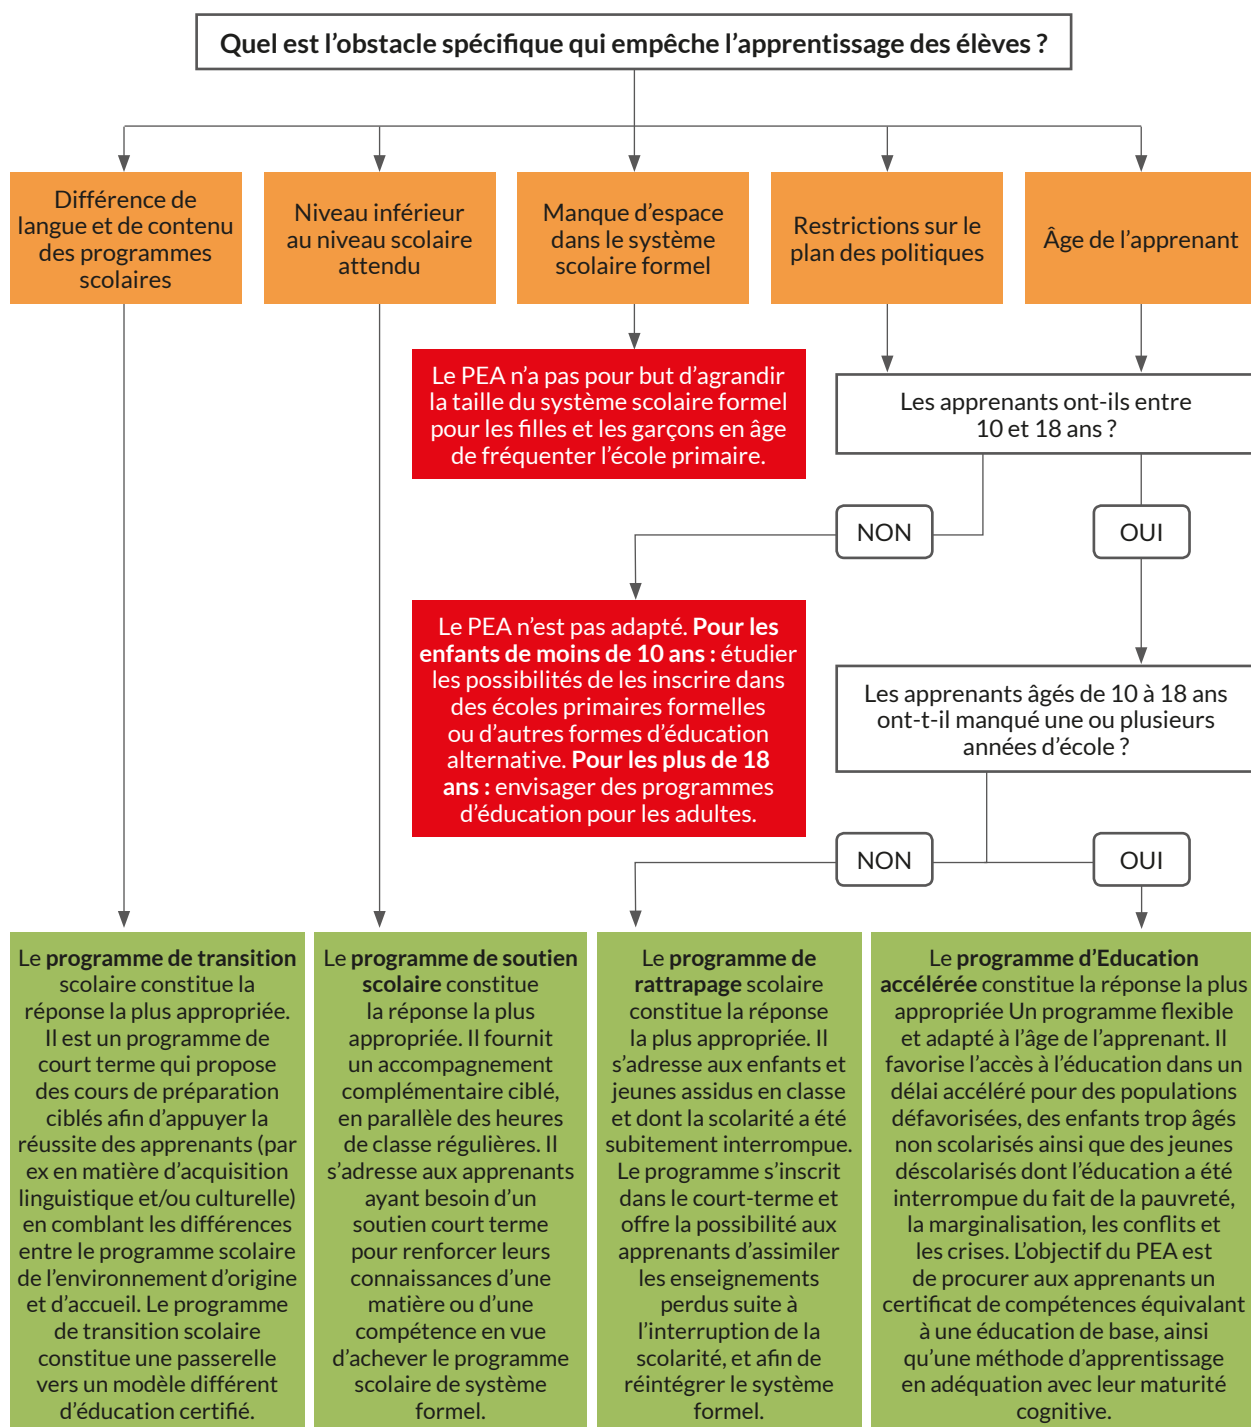 Quel est l’obstacle spécifique qui empêche l’apprentissage des élèves ?
Différence de
langue et de contenu
des programmes
scolaires
Niveau inférieur
au niveau scolaire
attendu
Manque d’espace
dans le système
scolaire formel
Restrictions sur le
plan des politiques
Âge de l’apprenant
Le PEA n’a pas pour but d’agrandir
la taille du système scolaire formel
pour les filles et les garçons en âge
de fréquenter l’école primaire.
Les apprenants ont-ils entre
10 et 18 ans ?
NON
OUI
Le PEA n’est pas adapté. Pour les
enfants de moins de 10 ans : étudier
les possibilités de les inscrire dans
des écoles primaires formelles
ou d’autres formes d’éducation
alternative. Pour les plus de 18
ans : envisager des programmes
d’éducation pour les adultes.
Les apprenants âgés de 10 à 18 ans
ont-t-il manqué une ou plusieurs
années d’école ?
NON
OUI
Le programme de transition
scolaire constitue la
réponse la plus appropriée.
Il est un programme de
court terme qui propose
des cours de préparation
ciblés afin d’appuyer la
réussite des apprenants (par
ex en matière d’acquisition
linguistique et/ou culturelle)
en comblant les différences
entre le programme scolaire
de l’environnement d’origine
et d’accueil. Le programme
de transition scolaire
constitue une passerelle
vers un modèle différent
d’éducation certifié.
Le programme de soutien
scolaire constitue
la réponse la plus
appropriée. Il fournit
un accompagnement
complémentaire ciblé,
en parallèle des heures
de classe régulières. Il
s’adresse aux apprenants
ayant besoin d’un
soutien court terme
pour renforcer leurs
connaissances d’une
matière ou d’une
compétence en vue
d’achever le programme
scolaire de système
formel.
Le programme de
rattrapage scolaire
constitue la réponse
la plus appropriée. Il
s’adresse aux enfants et
jeunes assidus en classe
et dont la scolarité a été
subitement interrompue.
Le programme s’inscrit
dans le court-terme et
offre la possibilité aux
apprenants d’assimiler
les enseignements
perdus suite à
l’interruption de la
scolarité, et afin de
réintégrer le système
formel.
Le programme d’Education
accélérée constitue la réponse la plus
appropriée Un programme flexible
et adapté à l’âge de l’apprenant. Il
favorise l’accès à l’éducation dans un
délai accéléré pour des populations
défavorisées, des enfants trop âgés
non scolarisés ainsi que des jeunes
déscolarisés dont l’éducation a été
interrompue du fait de la pauvreté,
la marginalisation, les conflits et
les crises. L’objectif du PEA est
de procurer aux apprenants un
certificat de compétences équivalant
à une éducation de base, ainsi
qu’une méthode d’apprentissage
en adéquation avec leur maturité
cognitive.